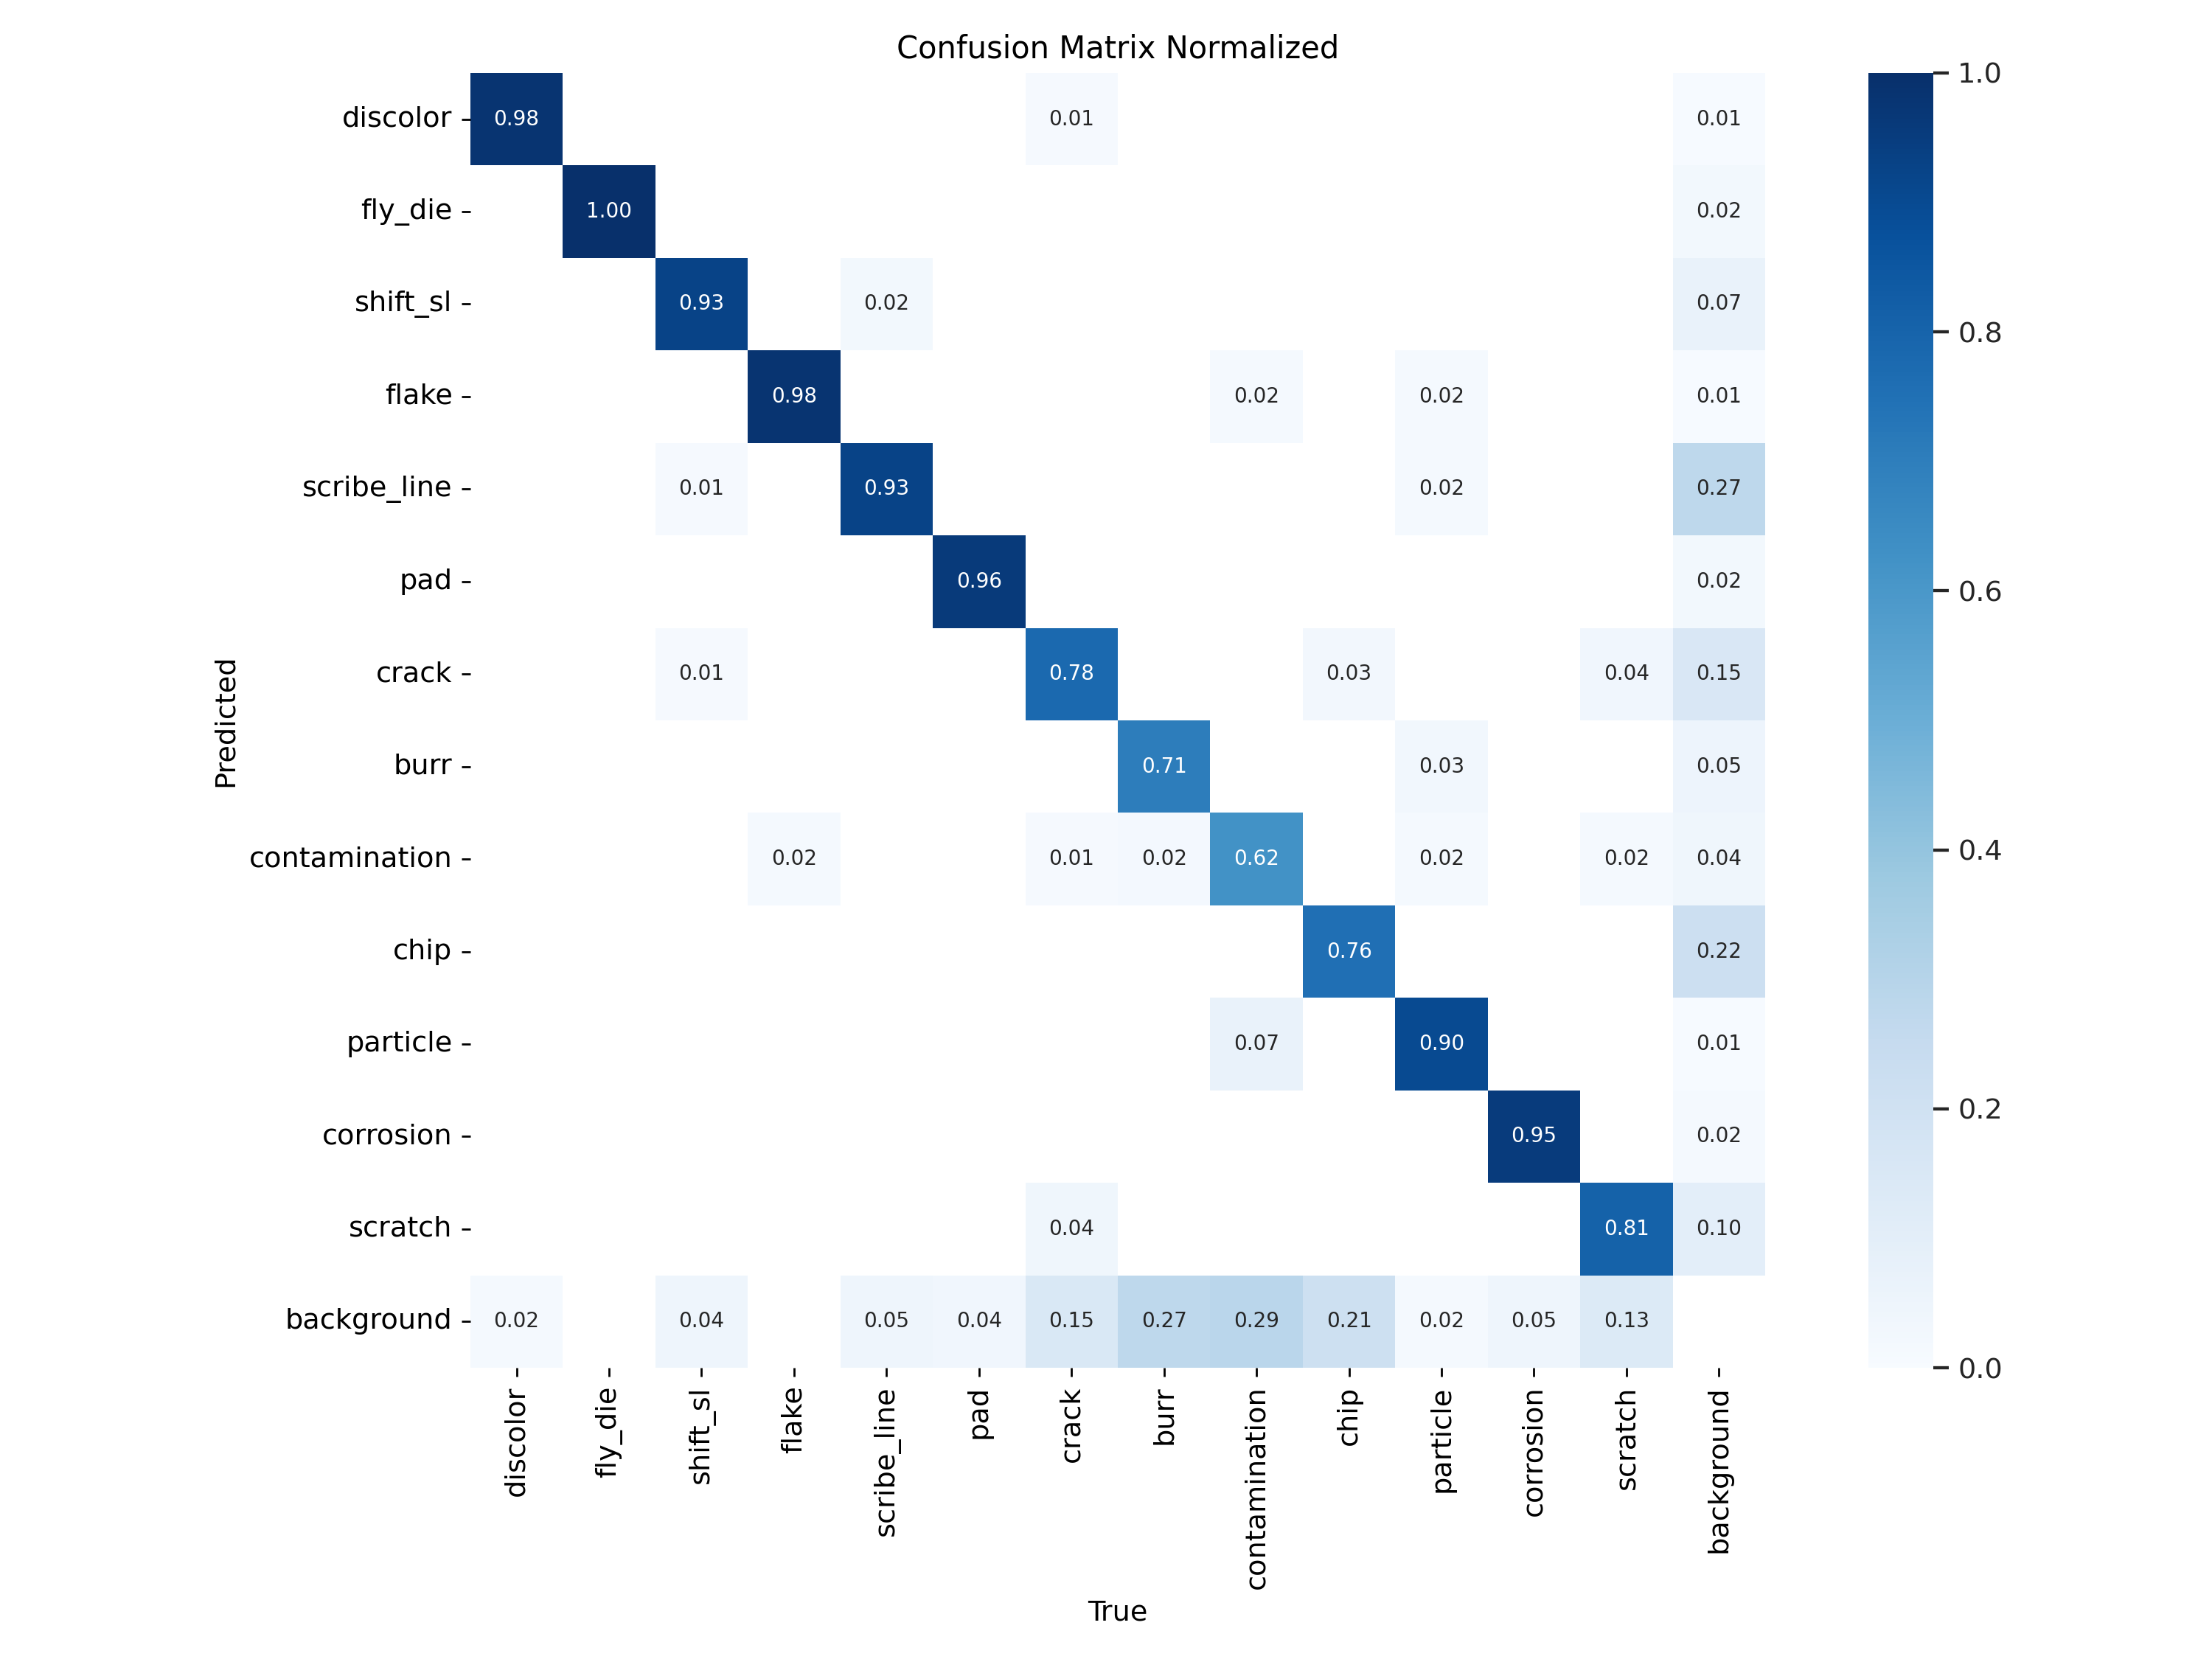 Confusion Matrix Normalized
discolor 0.98 0.01 0.01
fly_die 1.00 0.02
shift_sl 0.93 0.02 0.07
flake 0.98 0.02 0.02 0.01
scribe_line 0.01 0.93 0.02 0.27
pad 0.96 0.02
crack 0.01 0.78 0.03 0.04 0.15
burr 0.71 0.03 0.05
contamination 0.02 0.01 0.02 0.62 0.02 0.02 0.04
chip 0.76 0.22
particle 0.07 0.90 0.01
corrosion 0.95 0.02
scratch 0.04 0.81 0.10
background 0.02 0.04 0.05 0.04 0.15 0.27 0.29 0.21 0.02 0.05 0.13
Predicted
discolor
fly_die
shift_sl
flake
scribe_line
pad
crack
burr
contamination
chip
particle
corrosion
scratch
background
True
1.0
0.8
0.6
0.4
0.2
0.0